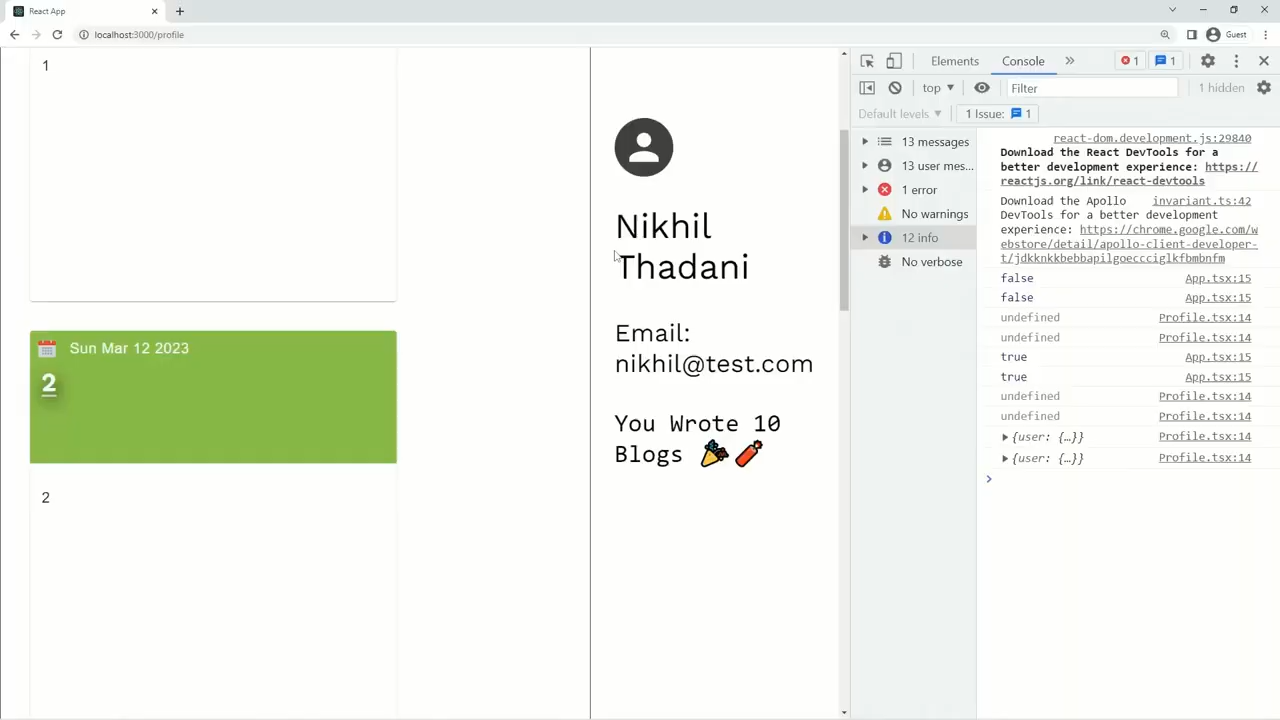 React App
localhost:3000/profile
Guest
1
Sun Mar 12 2023
2
2
Nikhil
Thadani
Email:
nikhil@test.com
You Wrote 10
Blogs 🎉🧨
Elements
Console
1
1
top
Filter
1 hidden
Default levels
1 Issue:
1
13 messages
13 user mes...
1 error
No warnings
12 info
No verbose
react-dom.development.js:29840
Download the React DevTools for a
better development experience: https://
reactjs.org/link/react-devtools
Download the Apollo invariant.ts:42
DevTools for a better development
experience: https://chrome.google.com/w
ebstore/detail/apollo-client-developer-
t/jdkknkkbebbapilgoeccciglkfbmbnfm
false App.tsx:15
false App.tsx:15
undefined Profile.tsx:14
undefined Profile.tsx:14
true App.tsx:15
true App.tsx:15
undefined Profile.tsx:14
undefined Profile.tsx:14
{user: {…}} Profile.tsx:14
{user: {…}} Profile.tsx:14